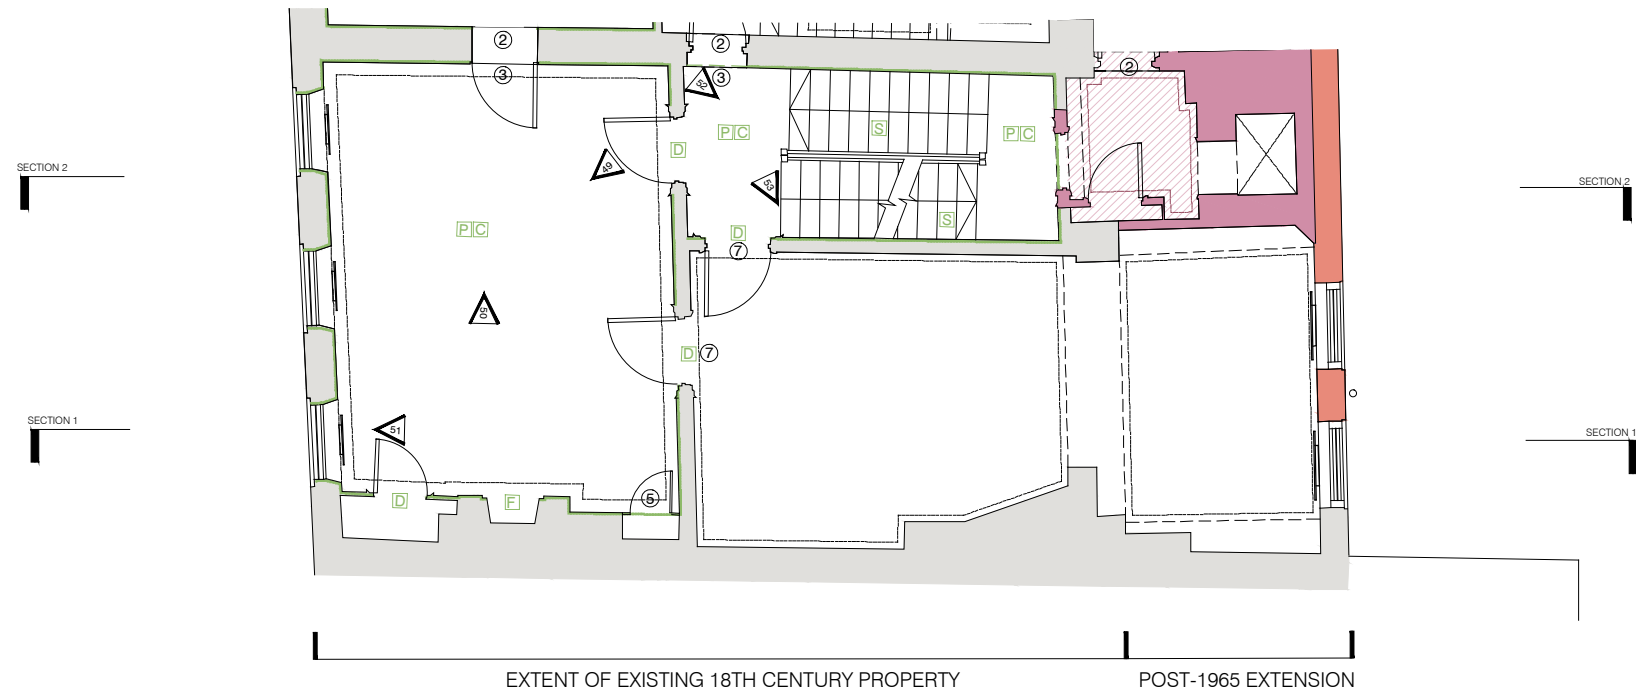 2
2
3
3
52
2
P C
S
P C
D
49
SECTION 2
SECTION 2
53
S
P C
D
7
50
D
7
SECTION 1
51
SECTION 1
D
F
5
EXTENT OF EXISTING 18TH CENTURY PROPERTY
POST-1965 EXTENSION